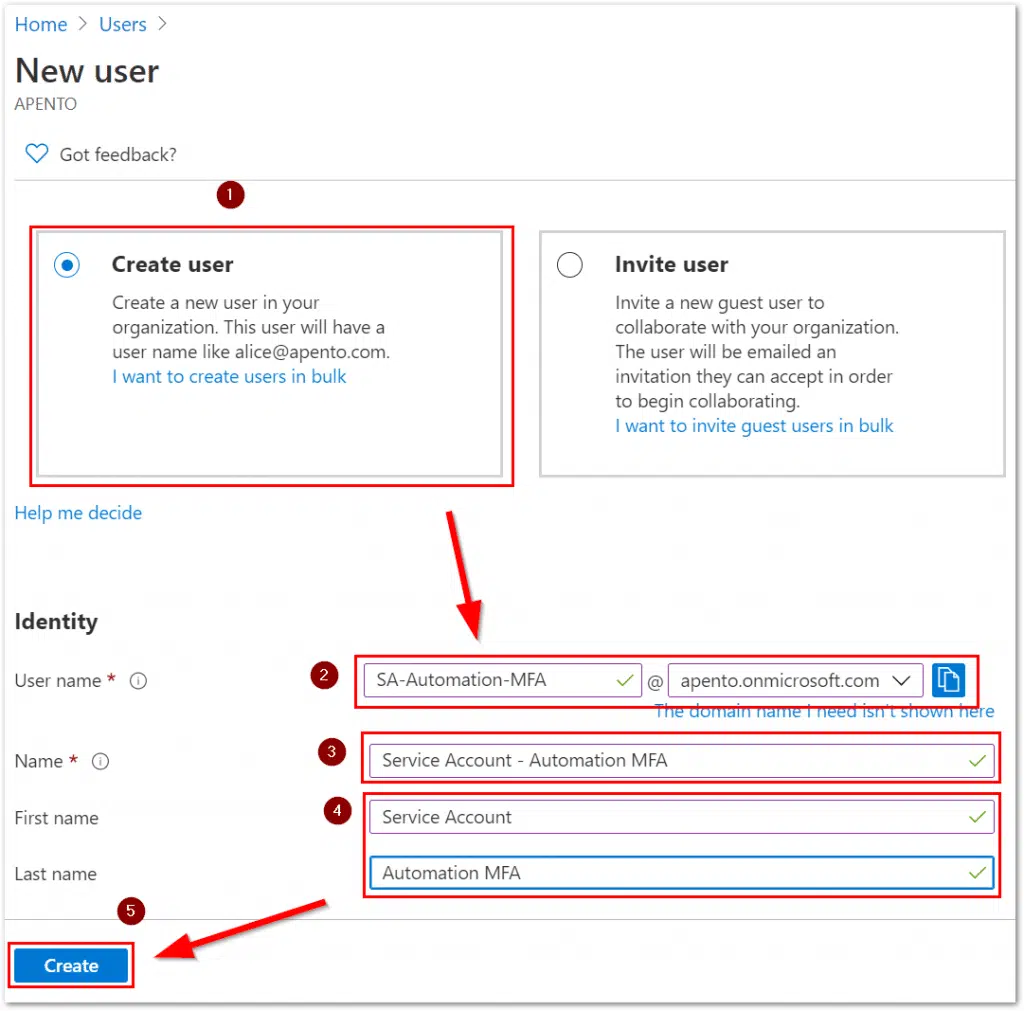 Home > Users >
New user
APENTO
Got feedback?
1
Create user
Create a new user in your
organization. This user will have a
user name like alice@apento.com.
I want to create users in bulk
Invite user
Invite a new guest user to
collaborate with your organization.
The user will be emailed an
invitation they can accept in order
to begin collaborating.
I want to invite guest users in bulk
Help me decide
Identity
User name * 2 SA-Automation-MFA @ apento.onmicrosoft.com
The domain name I need isn't shown here
Name * 3 Service Account - Automation MFA
First name 4 Service Account
Last name Automation MFA
5
Create